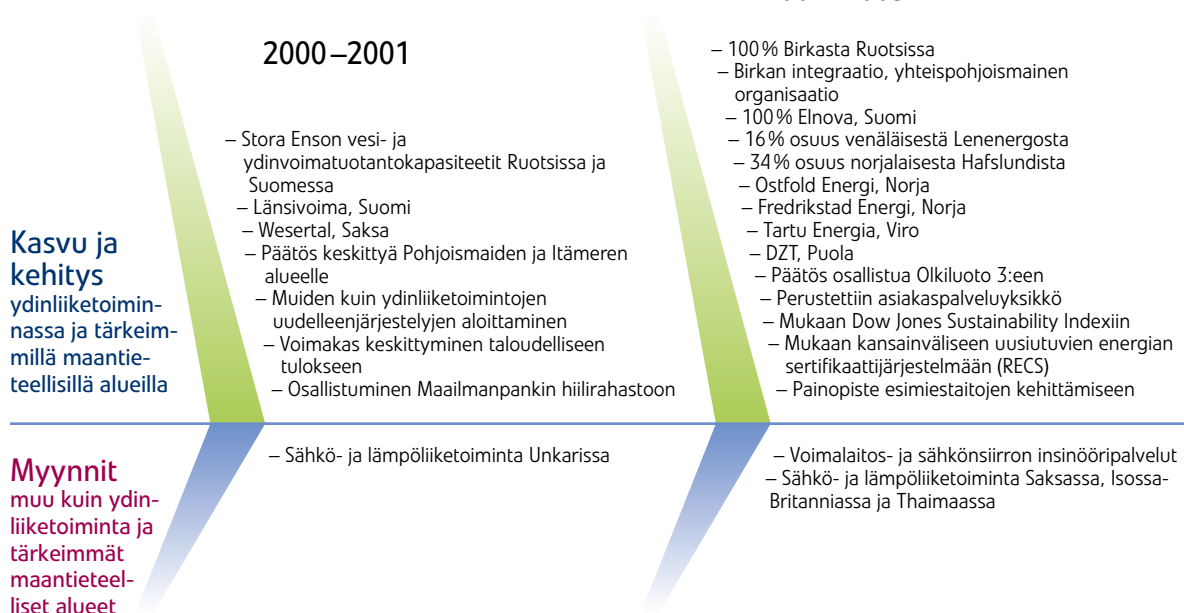 2000–2001
– Stora Enson vesi- ja
ydinvoimatuotantokapasiteetit Ruotsissa ja
Suomessa
– Länsivoima, Suomi
– Wesertal, Saksa
– Päätös keskittyä Pohjoismaiden ja Itämeren
alueelle
– Muiden kuin ydinliiketoimintojen
uudelleenjärjestelyjen aloittaminen
– Voimakas keskittyminen taloudelliseen
tulokseen
– Osallistuminen Maailmanpankin hiilirahastoon
– 100% Birkasta Ruotsissa
– Birkan integraatio, yhteispohjoismainen
organisaatio
– 100% Elnova, Suomi
– 16% osuus venäläisestä Lenenergosta
– 34% osuus norjalaisesta Hafslundista
– Ostfold Energi, Norja
– Fredrikstad Energi, Norja
– Tartu Energia, Viro
– DZT, Puola
– Päätös osallistua Olkiluoto 3:een
– Perustettiin asiakaspalveluyksikkö
– Mukaan Dow Jones Sustainability Indexiin
– Mukaan kansainväliseen uusiutuvien energian
sertifikaattijärjestelmään (RECS)
– Painopiste esimiestaitojen kehittämiseen
Kasvu ja
kehitys
ydinliiketoimin-
nassa ja tärkeim-
millä maantie-
teellisillä alueilla
Myynnit
muu kuin ydin-
liiketoiminta ja
tärkeimmät
maantieteel-
liset alueet
– Sähkö- ja lämpöliiketoiminta Unkarissa
– Voimalaitos- ja sähkönsiirron insinööripalvelut
– Sähkö- ja lämpöliiketoiminta Saksassa, Isossa-
Britanniassa ja Thaimaassa